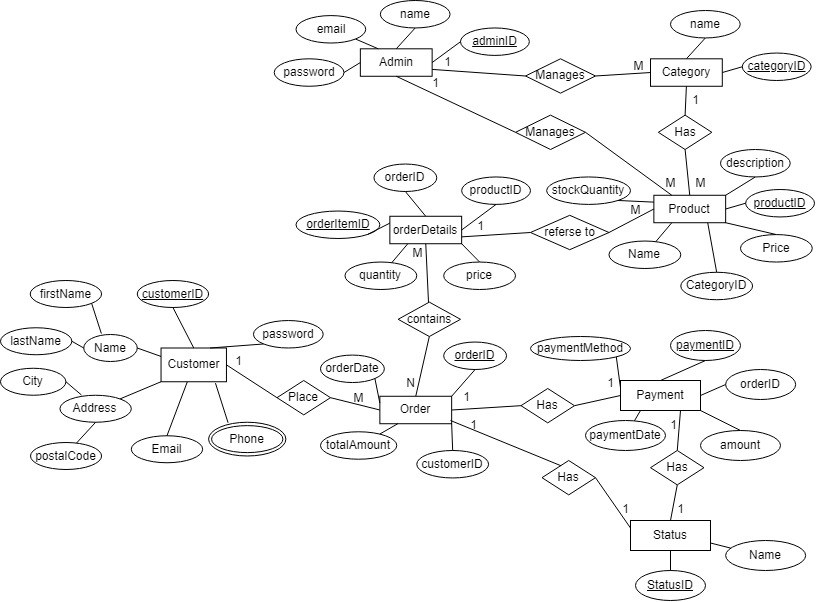 name
email
adminID
password
Admin
1
1
Manages
M
Category
name
categoryID
1
Manages
Has
M
M
description
stockQuantity
productID
M
Product
Name
Price
CategoryID
orderID
productID
orderItemID
orderDetails
1
referse to
M
quantity
price
contains
N
firstName
customerID
lastName
Name
password
Customer
1
City
Address
postalCode
Email
Phone
Place
M
orderDate
orderID
Order
1
1
totalAmount
customerID
Has
1
paymentMethod
paymentID
Payment
orderID
paymentDate
amount
1
Has
Has
1
1
Status
Name
StatusID